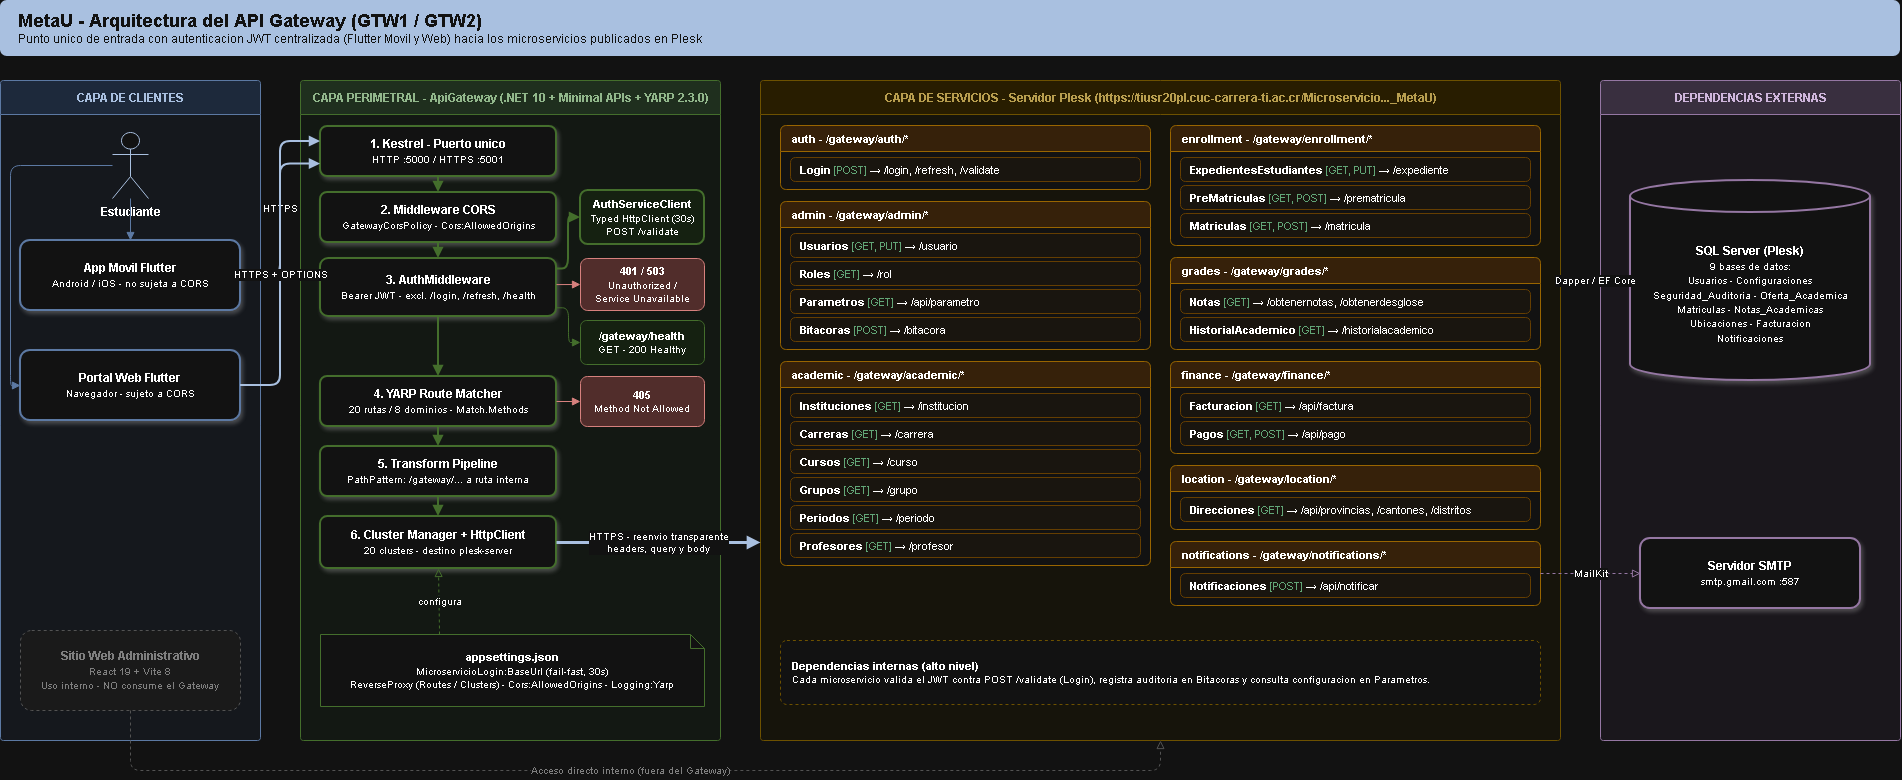 MetaU - Arquitectura del API Gateway (GTW1 / GTW2)
Punto unico de entrada con autenticacion JWT centralizada (Flutter Movil y Web) hacia los microservicios publicados en Plesk
CAPA DE CLIENTES
Estudiante
App Movil Flutter
Android / iOS - no sujeta a CORS
Portal Web Flutter
Navegador - sujeto a CORS
Sitio Web Administrativo
React 19 + Vite 8
Uso interno - NO consume el Gateway
HTTPS
HTTPS + OPTIONS
CAPA PERIMETRAL - ApiGateway (.NET 10 + Minimal APIs + YARP 2.3.0)
1. Kestrel - Puerto unico
HTTP :5000 / HTTPS :5001
2. Middleware CORS
GatewayCorsPolicy - Cors:AllowedOrigins
3. AuthMiddleware
Bearer JWT - excl. /login, /refresh, /health
AuthServiceClient
Typed HttpClient (30s)
POST /validate
401 / 503
Unauthorized /
Service Unavailable
/gateway/health
GET - 200 Healthy
4. YARP Route Matcher
20 rutas / 8 dominios - Match.Methods
405
Method Not Allowed
5. Transform Pipeline
PathPattern: /gateway/... a ruta interna
6. Cluster Manager + HttpClient
20 clusters - destino plesk-server
configura
appsettings.json
MicroservicioLogin:BaseUrl (fail-fast, 30s)
ReverseProxy (Routes / Clusters) - Cors:AllowedOrigins - Logging:Yarp
HTTPS - reenvio transparente
headers, query y body
CAPA DE SERVICIOS - Servidor Plesk (https://tiusr20pl.cuc-carrera-ti.ac.cr/Microservicio..._MetaU)
auth - /gateway/auth/*
Login [POST] → /login, /refresh, /validate
admin - /gateway/admin/*
Usuarios [GET, PUT] → /usuario
Roles [GET] → /rol
Parametros [GET] → /api/parametro
Bitacoras [POST] → /bitacora
academic - /gateway/academic/*
Instituciones [GET] → /institucion
Carreras [GET] → /carrera
Cursos [GET] → /curso
Grupos [GET] → /grupo
Periodos [GET] → /periodo
Profesores [GET] → /profesor
enrollment - /gateway/enrollment/*
ExpedientesEstudiantes [GET, PUT] → /expediente
PreMatriculas [GET, POST] → /prematricula
Matriculas [GET, POST] → /matricula
grades - /gateway/grades/*
Notas [GET] → /obtenernotas, /obtenerdesglose
HistorialAcademico [GET] → /historialacademico
finance - /gateway/finance/*
Facturacion [GET] → /api/factura
Pagos [GET, POST] → /api/pago
location - /gateway/location/*
Direcciones [GET] → /api/provincias, /cantones, /distritos
notifications - /gateway/notifications/*
Notificaciones [POST] → /api/notificar
Dependencias internas (alto nivel)
Cada microservicio valida el JWT contra POST /validate (Login), registra auditoria en Bitacoras y consulta configuracion en Parametros.
Dapper / EF Core
MailKit
DEPENDENCIAS EXTERNAS
SQL Server (Plesk)
9 bases de datos:
Usuarios - Configuraciones
Seguridad_Auditoria - Oferta_Academica
Matriculas - Notas_Academicas
Ubicaciones - Facturacion
Notificaciones
Servidor SMTP
smtp.gmail.com :587
Acceso directo interno (fuera del Gateway)